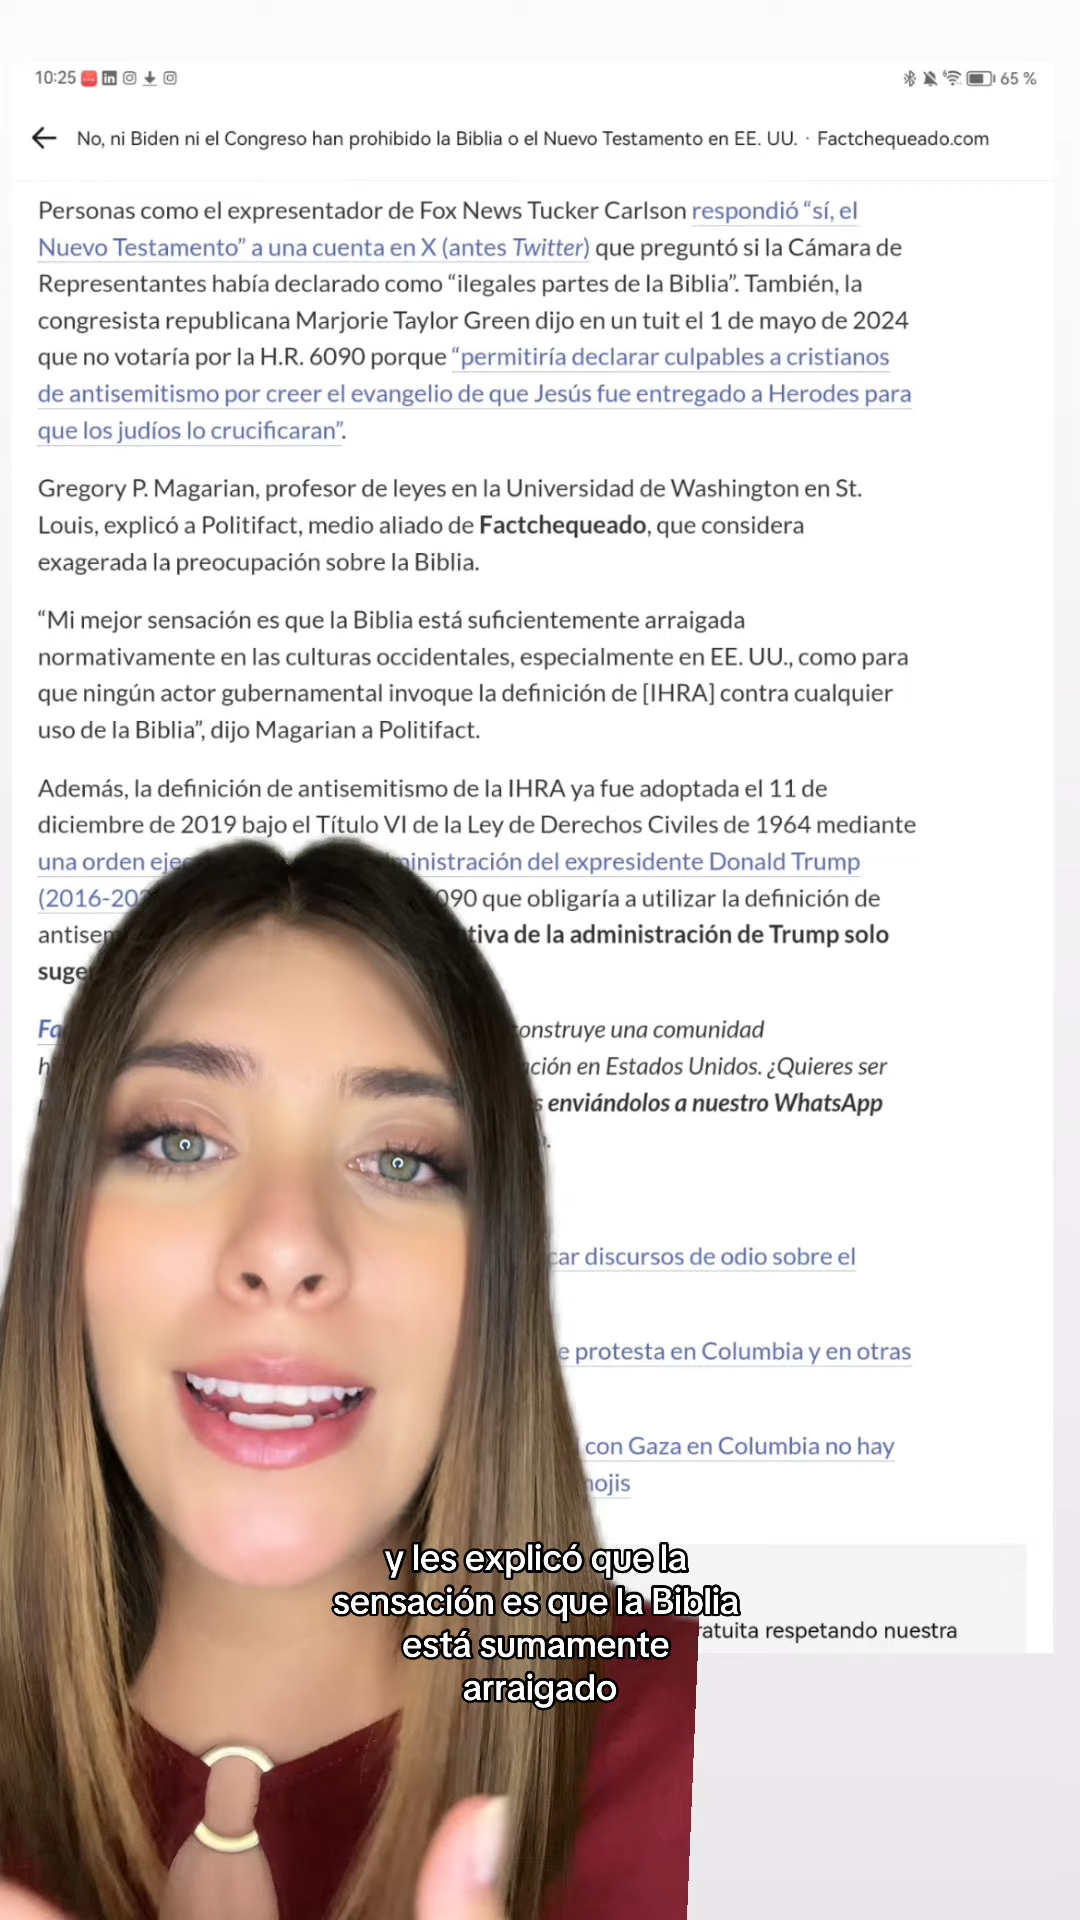 10:25
65 %
No, ni Biden ni el Congreso han prohibido la Biblia o el Nuevo Testamento en EE. UU. · Factchequeado.com
Personas como el expresentador de Fox News Tucker Carlson respondió “sí, el
Nuevo Testamento” a una cuenta en X (antes Twitter) que preguntó si la Cámara de
Representantes había declarado como “ilegales partes de la Biblia”. También, la
congresista republicana Marjorie Taylor Green dijo en un tuit el 1 de mayo de 2024
que no votaría por la H.R. 6090 porque “permitiría declarar culpables a cristianos
de antisemitismo por creer el evangelio de que Jesús fue entregado a Herodes para
que los judíos lo crucificaran”.
Gregory P. Magarian, profesor de leyes en la Universidad de Washington en St.
Louis, explicó a Politifact, medio aliado de Factchequeado, que considera
exagerada la preocupación sobre la Biblia.
“Mi mejor sensación es que la Biblia está suficientemente arraigada
normativamente en las culturas occidentales, especialmente en EE. UU., como para
que ningún actor gubernamental invoque la definición de [IHRA] contra cualquier
uso de la Biblia”, dijo Magarian a Politifact.
Además, la definición de antisemitismo de la IHRA ya fue adoptada el 11 de
diciembre de 2019 bajo el Título VI de la Ley de Derechos Civiles de 1964 mediante
una orden del expresidente Donald Trump
que obligaría a utilizar la definición de
de la administración de Trump solo
construye una comunidad
en Estados Unidos. ¿Quieres ser
enviándolos a nuestro WhatsApp
discursos de odio sobre el
protesta en Columbia y en otras
con Gaza en Columbia no hay
respetando nuestra
y les explicó que la
sensación es que la Biblia
está sumamente
arraigado